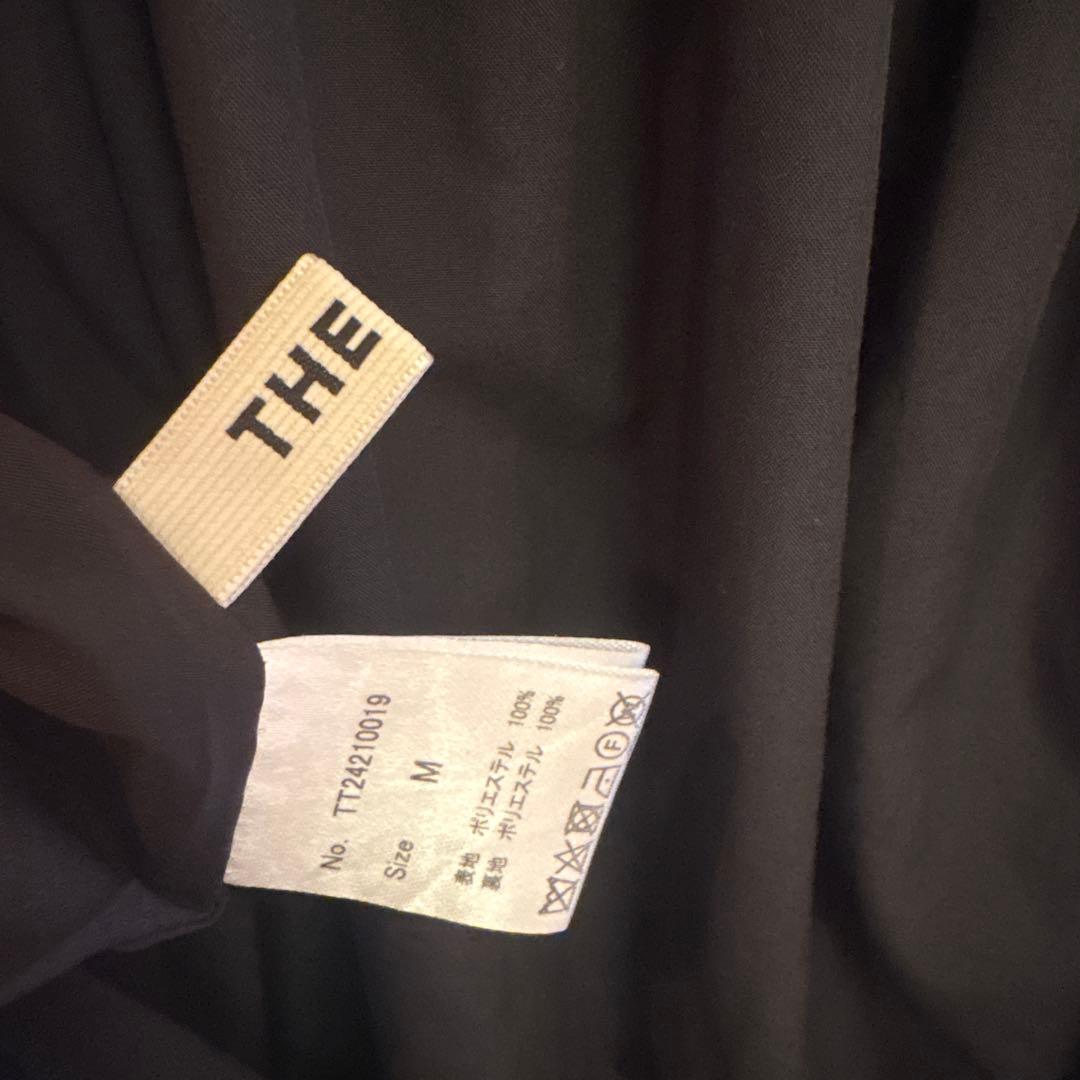 THE
No. TT24210019
Size M
表地 ポリエステル 100%
裏地 ポリエステル 100%
F